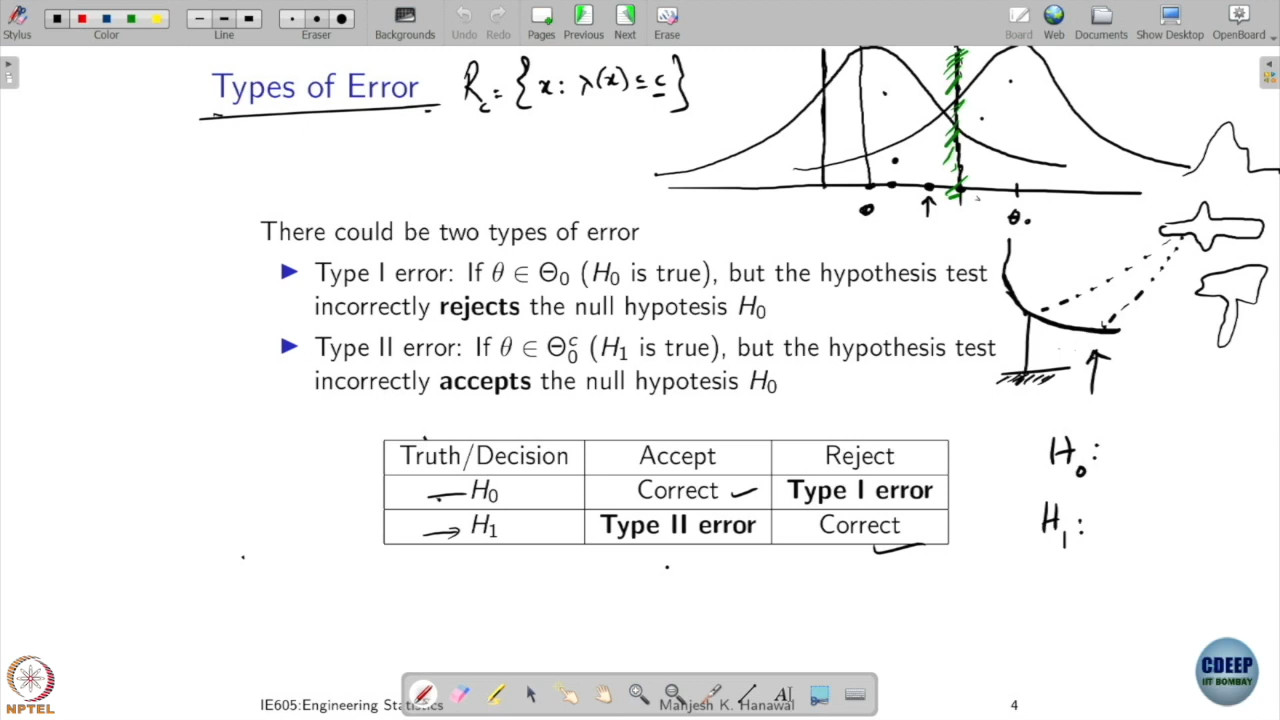 Stylus
Color
Line
Eraser
Backgrounds
Undo
Redo
Pages
Previous
Next
Erase
Board
Web
Documents
Show Desktop
OpenBoard
Types of Error
R_c = { x : λ(x) ≤ c }
0
θ₀
There could be two types of error
▶ Type I error: If θ ∈ Θ₀ (H₀ is true), but the hypothesis test
incorrectly rejects the null hypotesis H₀
▶ Type II error: If θ ∈ Θ₀ᶜ (H₁ is true), but the hypothesis test
incorrectly accepts the null hypotesis H₀
Truth/Decision Accept Reject
H₀ Correct Type I error
H₁ Type II error Correct
H₀ :
H₁ :
NPTEL
CDEEP
IIT BOMBAY
IE605:Engineering Statistics
Manjesh K. Hanawal
4